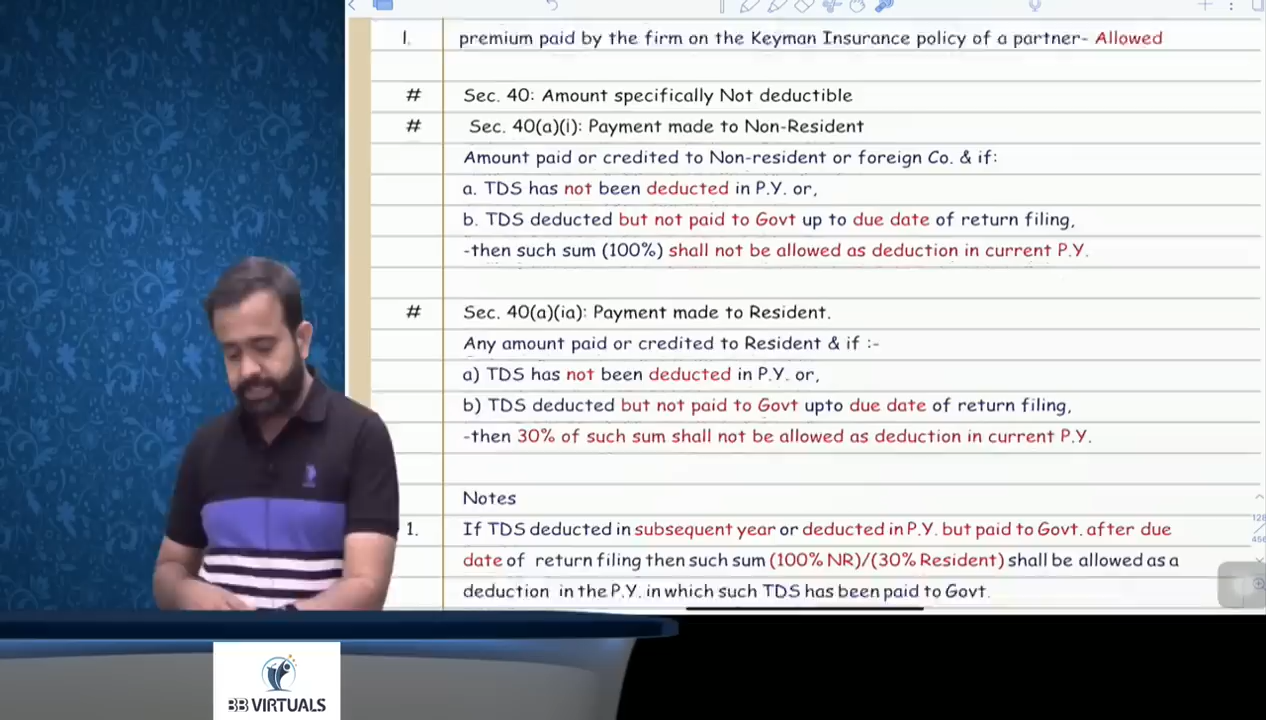 1. premium paid by the firm on the Keyman Insurance policy of a partner- Allowed
# Sec. 40: Amount specifically Not deductible
# Sec. 40(a)(i): Payment made to Non-Resident
Amount paid or credited to Non-resident or foreign Co. & if:
a. TDS has not been deducted in P.Y. or,
b. TDS deducted but not paid to Govt up to due date of return filing,
-then such sum (100%) shall not be allowed as deduction in current P.Y.
# Sec. 40(a)(ia): Payment made to Resident.
Any amount paid or credited to Resident & if :-
a) TDS has not been deducted in P.Y. or,
b) TDS deducted but not paid to Govt upto due date of return filing,
-then 30% of such sum shall not be allowed as deduction in current P.Y.
Notes
1. If TDS deducted in subsequent year or deducted in P.Y. but paid to Govt. after due
date of return filing then such sum (100% NR)/(30% Resident) shall be allowed as a
deduction in the P.Y. in which such TDS has been paid to Govt.
128
BB VIRTUALS